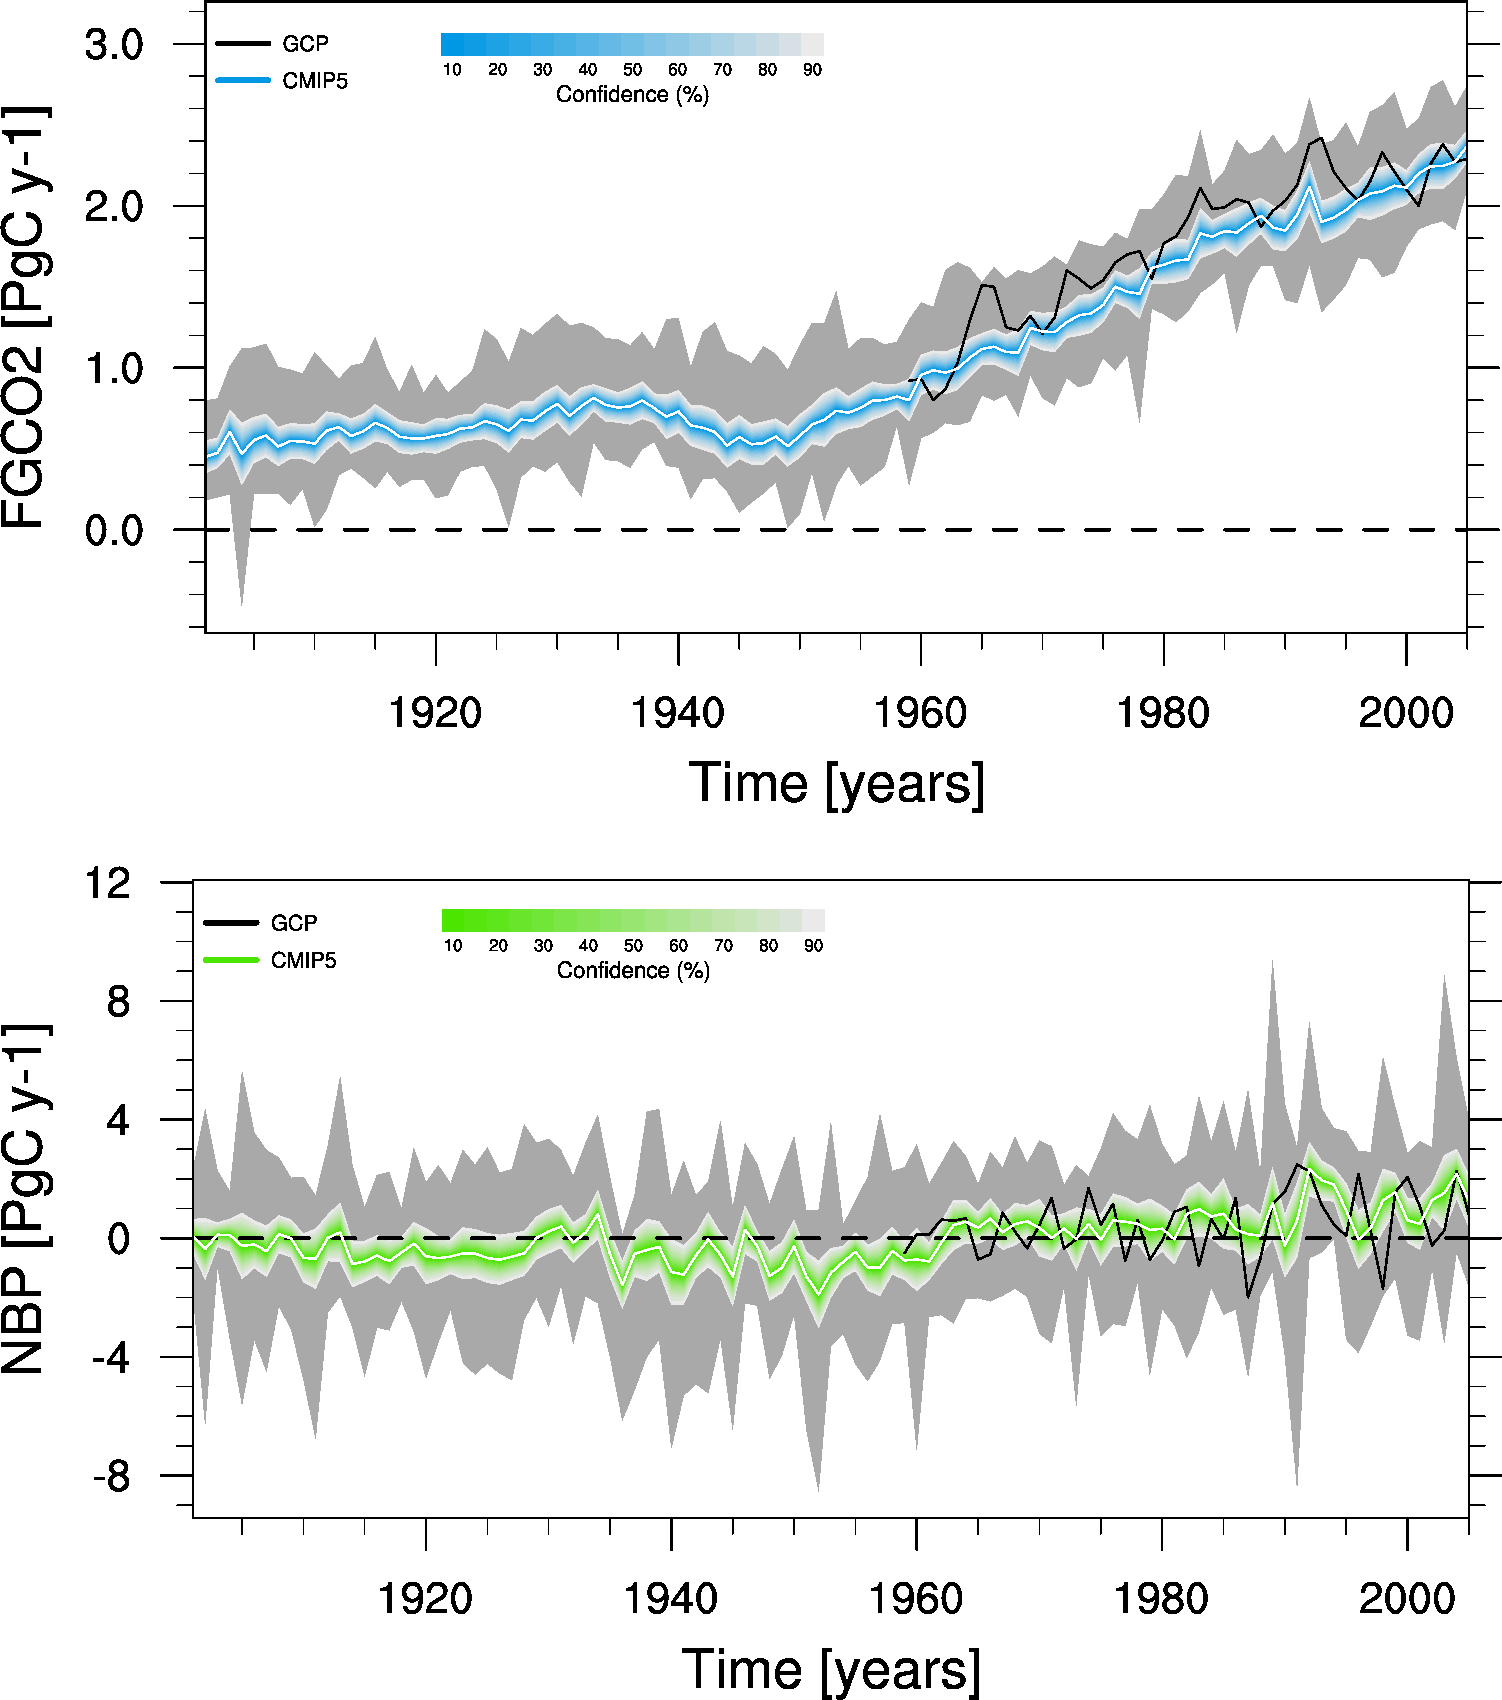 FGCO2 [PgC y-1]
3.0
2.0
1.0
0.0
GCP
CMIP5
10 20 30 40 50 60 70 80 90
Confidence (%)
1920 1940 1960 1980 2000
Time [years]
NBP [PgC y-1]
12
8
4
0
-4
-8
GCP
CMIP5
10 20 30 40 50 60 70 80 90
Confidence (%)
1920 1940 1960 1980 2000
Time [years]